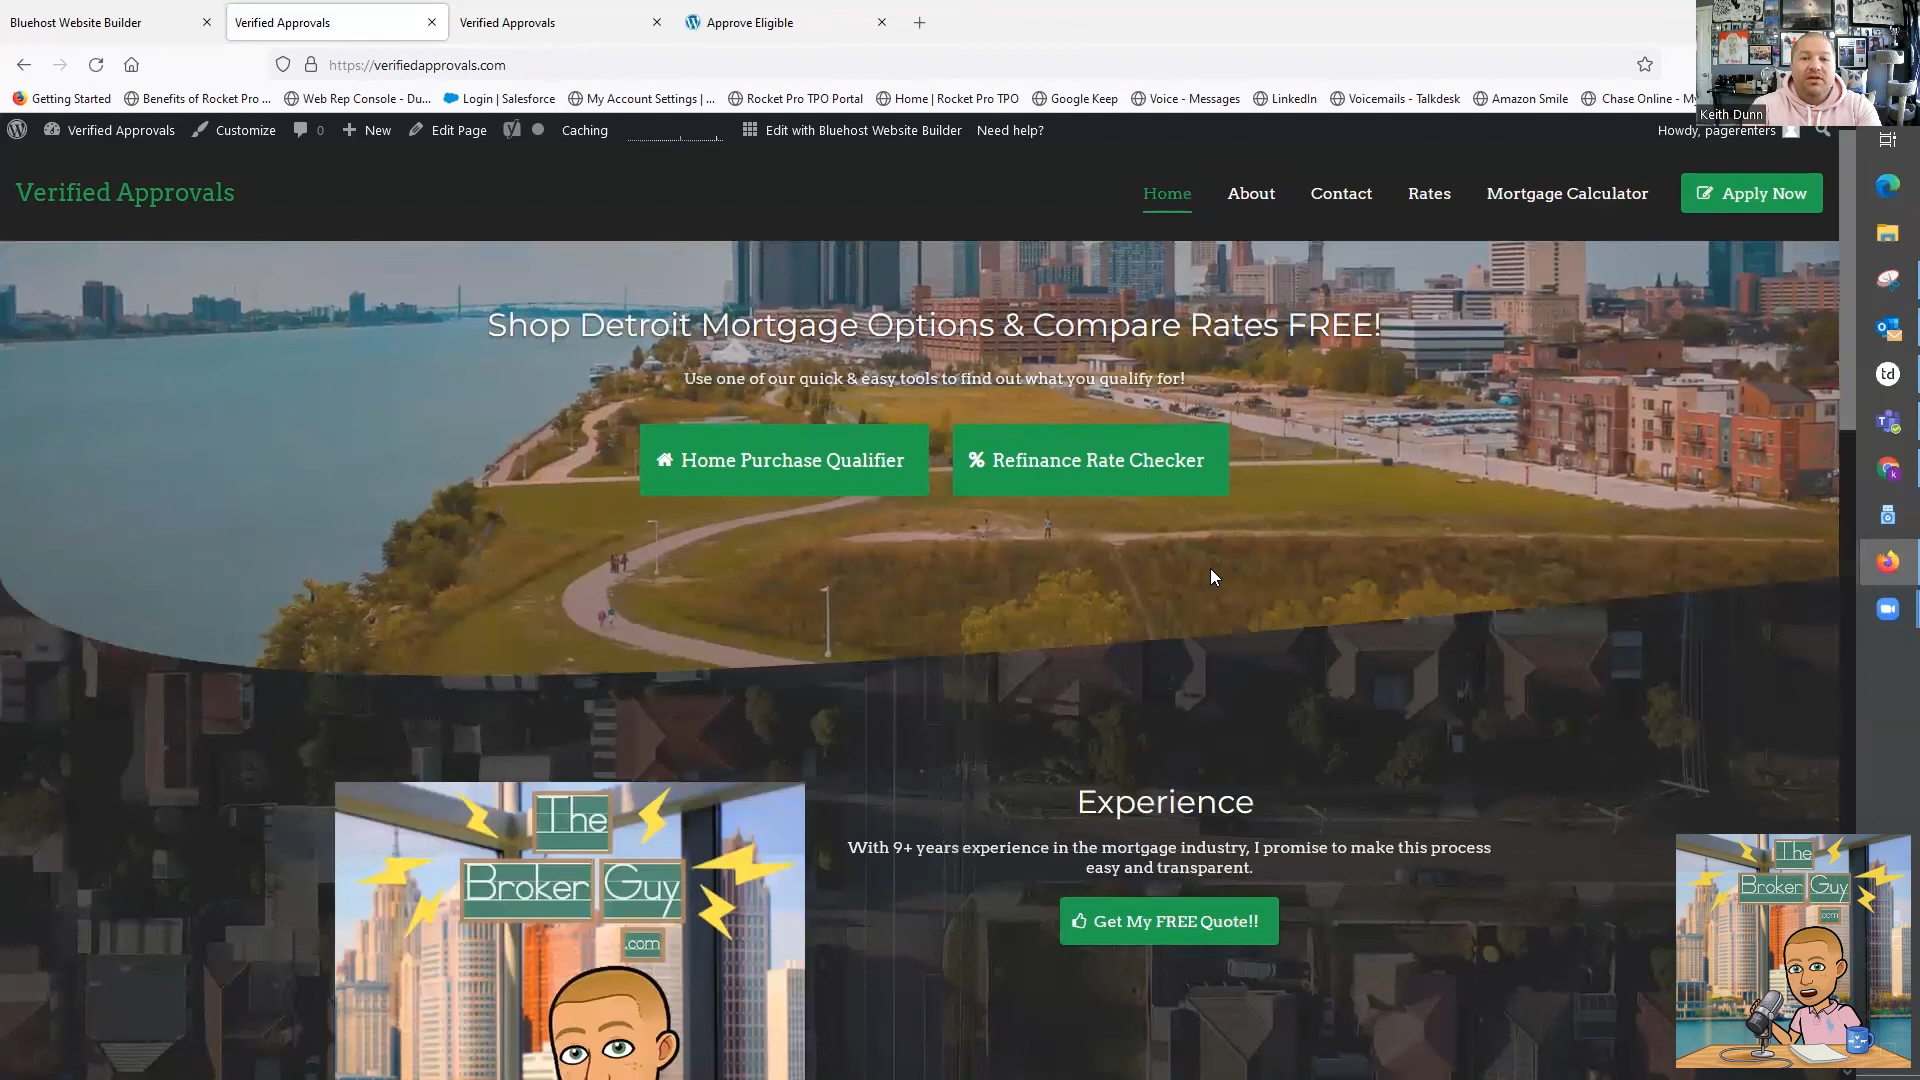 Bluehost Website Builder
Verified Approvals
Verified Approvals
Approve Eligible
https://verifiedapprovals.com
Getting Started
Benefits of Rocket Pro ...
Web Rep Console - Du...
Login | Salesforce
My Account Settings | ...
Rocket Pro TPO Portal
Home | Rocket Pro TPO
Google Keep
Voice - Messages
LinkedIn
Voicemails - Talkdesk
Amazon Smile
Chase Online - My
Keith Dunn
Verified Approvals
Customize
0
New
Edit Page
Caching
Edit with Bluehost Website Builder
Need help?
Howdy, pagerenters
Verified Approvals
Home
About
Contact
Rates
Mortgage Calculator
Apply Now
Shop Detroit Mortgage Options & Compare Rates FREE!
Use one of our quick & easy tools to find out what you qualify for!
Home Purchase Qualifier
% Refinance Rate Checker
The
Broker Guy
.com
Experience
With 9+ years experience in the mortgage industry, I promise to make this process
easy and transparent.
Get My FREE Quote!!
The
Broker Guy
.com
td